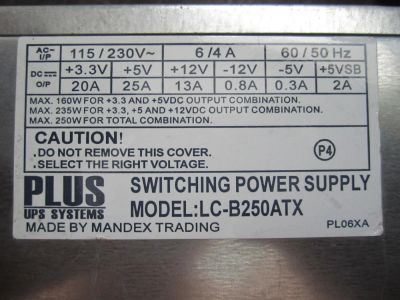 AC~ I/P 115/230V~ 6/4A 60/50Hz
DC⎓ O/P +3.3V +5V +12V -12V -5V +5VSB
20A 25A 13A 0.8A 0.3A 2A
MAX. 160W FOR +3.3 AND +5VDC OUTPUT COMBINATION.
MAX. 235W FOR +3.3, +5 AND +12VDC OUTPUT COMBINATION.
MAX. 250W FOR TOTAL COMBINATION.
CAUTION!
.DO NOT REMOVE THIS COVER.
.SELECT THE RIGHT VOLTAGE.
P4
PLUS
UPS SYSTEMS
SWITCHING POWER SUPPLY
MODEL:LC-B250ATX
MADE BY MANDEX TRADING
PL06XA